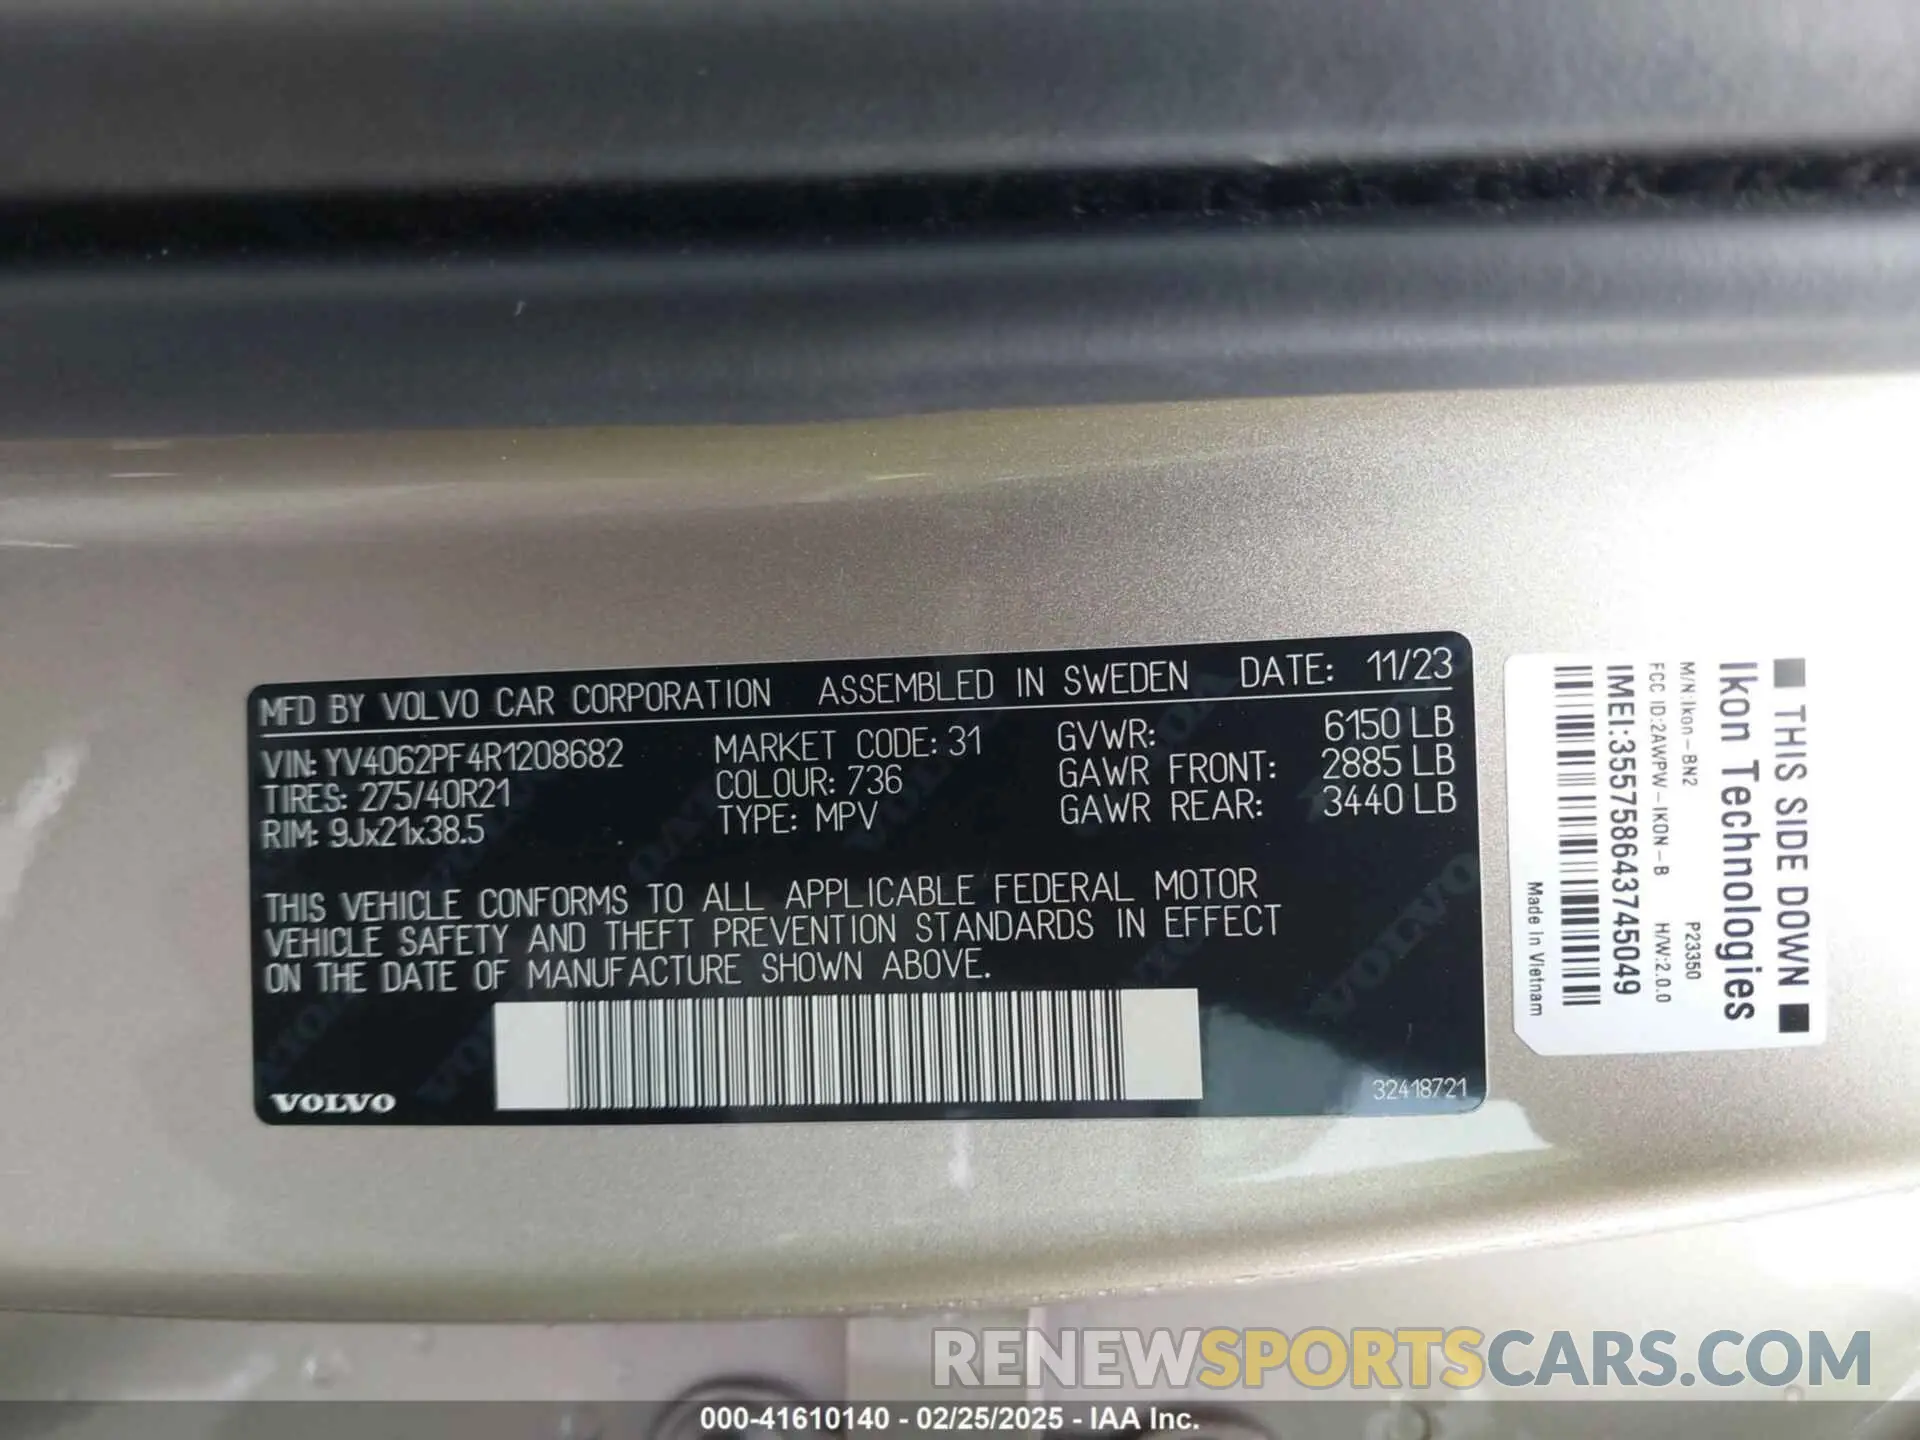 MFD BY VOLVO CAR CORPORATION ASSEMBLED IN SWEDEN DATE: 11/23
VIN: YV4062PF4R1208682 MARKET CODE: 31 GVWR: 6150 LB
TIRES: 275/40R21 COLOUR: 736 GAWR FRONT: 2885 LB
RIM: 9Jx21x38.5 TYPE: MPV GAWR REAR: 3440 LB
THIS VEHICLE CONFORMS TO ALL APPLICABLE FEDERAL MOTOR
VEHICLE SAFETY AND THEFT PREVENTION STANDARDS IN EFFECT
ON THE DATE OF MANUFACTURE SHOWN ABOVE.
VOLVO
32418721
■ THIS SIDE DOWN ■
Ikon Technologies
M/N:Ikon-BN2 P23350
FCC ID:2AWPW-IKON-B H/W:2.0.0
IMEI:355758643745049
Made in Vietnam
RENEWSPORTSCARS.COM
000-41610140 - 02/25/2025 - IAA Inc.